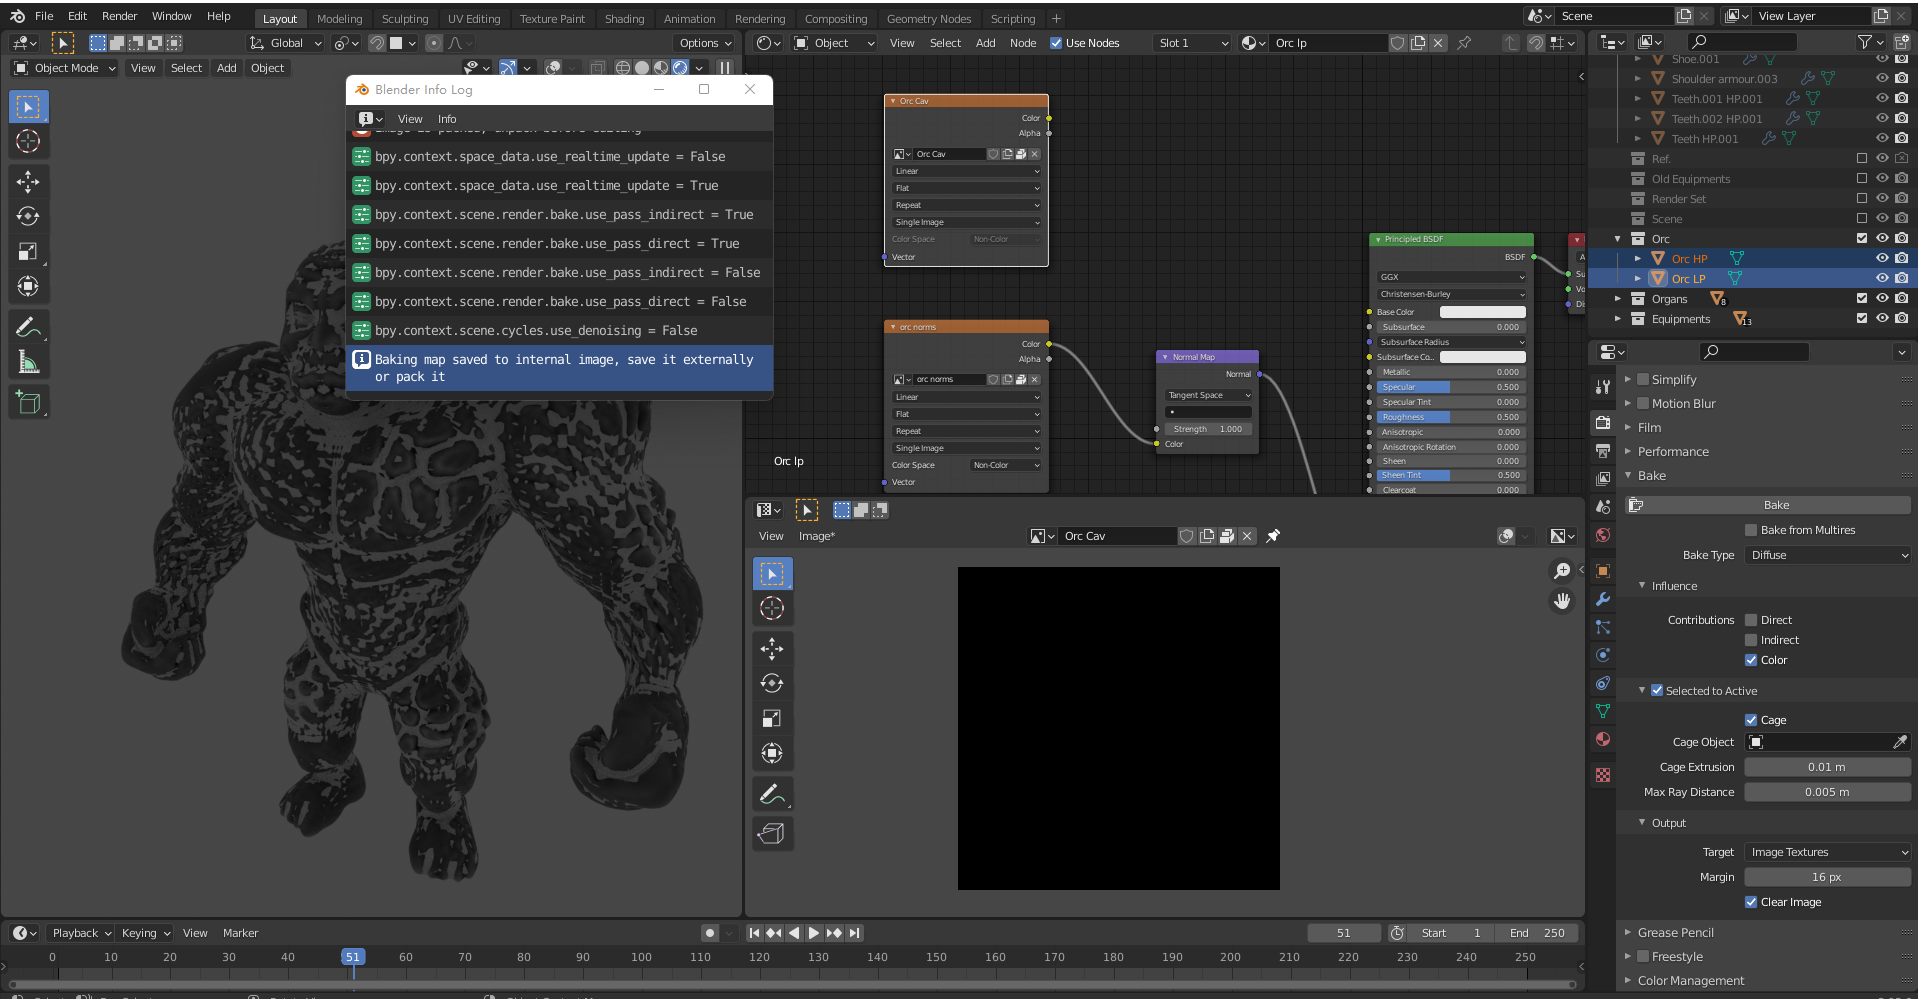 File Edit Render Window Help
Layout Modeling Sculpting UV Editing Texture Paint Shading Animation Rendering Compositing Geometry Nodes Scripting +
Scene
View Layer
Global
Options
Object
View Select Add Node
Use Nodes
Slot 1
Orc lp
Object Mode
View Select Add Object
Blender Info Log
View Info
bpy.context.space_data.use_realtime_update = False
bpy.context.space_data.use_realtime_update = True
bpy.context.scene.render.bake.use_pass_indirect = True
bpy.context.scene.render.bake.use_pass_direct = True
bpy.context.scene.render.bake.use_pass_indirect = False
bpy.context.scene.render.bake.use_pass_direct = False
bpy.context.scene.cycles.use_denoising = False
Baking map saved to internal image, save it externally
or pack it
Orc Cav
Color
Alpha
Orc Cav
Linear
Flat
Repeat
Single Image
Color Space Non-Color
Vector
orc norms
Color
Alpha
orc norms
Linear
Flat
Repeat
Single Image
Color Space Non-Color
Vector
Orc lp
Normal Map
Normal
Tangent Space
Strength 1.000
Color
Principled BSDF
BSDF
GGX
Christensen-Burley
Base Color
Subsurface 0.000
Subsurface Radius
Subsurface Co..
Metallic 0.000
Specular 0.500
Specular Tint 0.000
Roughness 0.500
Anisotropic 0.000
Anisotropic Rotation 0.000
Sheen 0.000
Sheen Tint 0.500
Clearcoat 0.000
Shoe.001
Shoulder armour.003
Teeth.001 HP.001
Teeth.002 HP.001
Teeth HP.001
Ref.
Old Equipments
Render Set
Scene
Orc
Orc HP
Orc LP
Organs 8
Equipments 13
View Image*
Orc Cav
Simplify
Motion Blur
Film
Performance
Bake
Bake
Bake from Multires
Bake Type Diffuse
Influence
Contributions Direct
Indirect
Color
Selected to Active
Cage
Cage Object
Cage Extrusion 0.01 m
Max Ray Distance 0.005 m
Output
Target Image Textures
Margin 16 px
Clear Image
Grease Pencil
Freestyle
Color Management
Playback Keying View Marker
51 Start 1 End 250
0 10 20 30 40 51 60 70 80 90 100 110 120 130 140 150 160 170 180 190 200 210 220 230 240 250